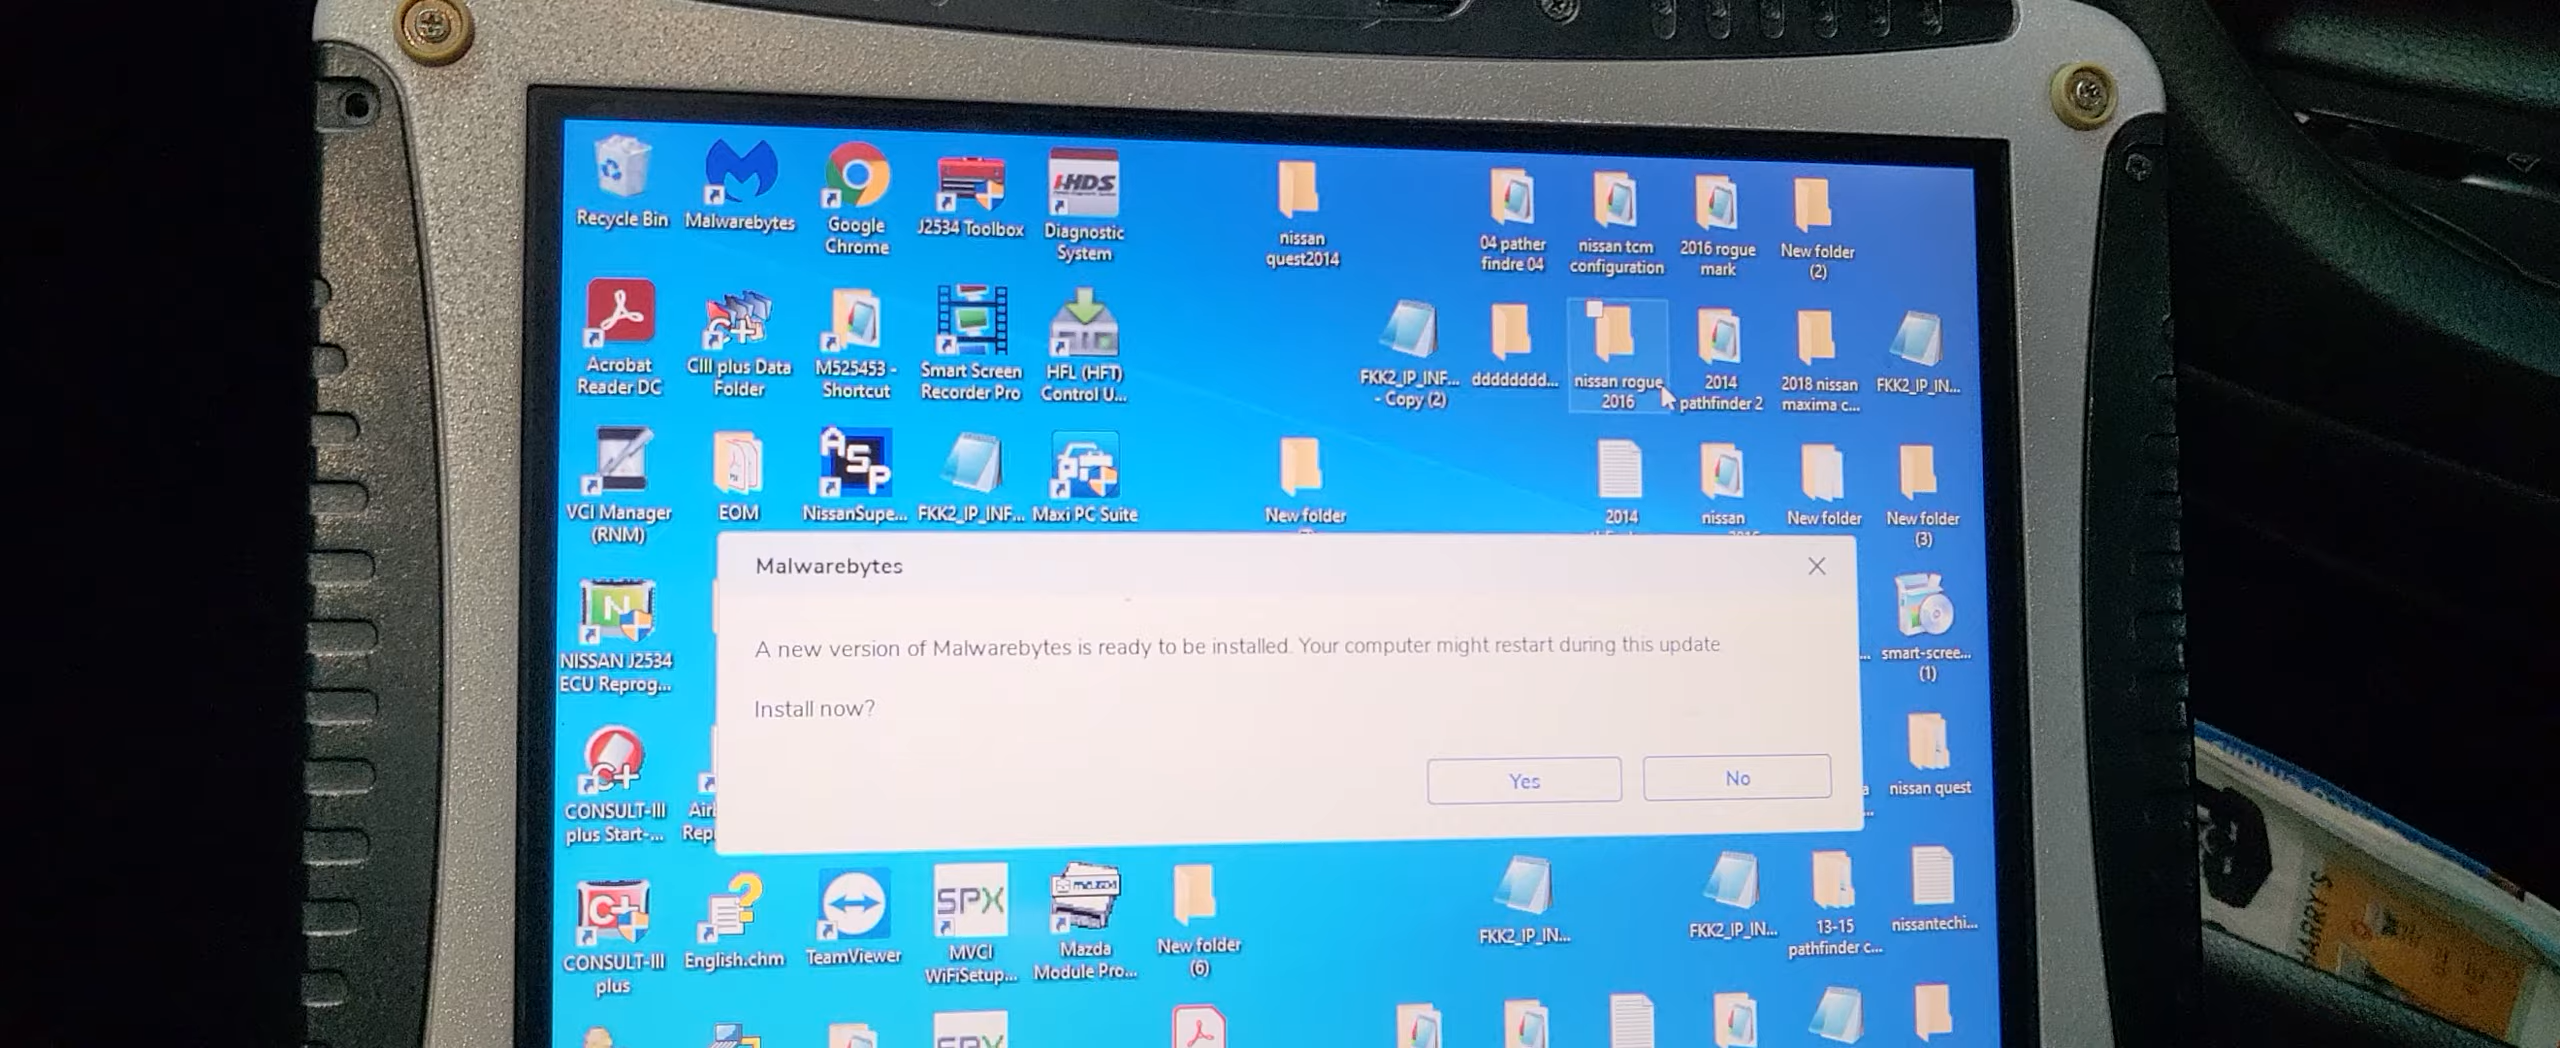 Recycle Bin
Malwarebytes
Google
Chrome
J2534 Toolbox
i-HDS
Diagnostic
System
nissan
quest2014
04 pather
findre 04
nissan tcm
configuration
2016 rogue
mark
New folder
(2)
Acrobat
Reader DC
CIII plus Data
Folder
M525453 -
Shortcut
Smart Screen
Recorder Pro
HFL (HFT)
Control U...
FKK2_IP_INF...
- Copy (2)
dddddddd...
nissan rogue
2016
2014
pathfinder 2
2018 nissan
maxima c...
FKK2_IP_IN...
VCI Manager
(RNM)
EOM
ASP
NissanSupe...
FKK2_IP_INF...
Maxi PC Suite
New folder
2014
nissan
New folder
New folder
(3)
Malwarebytes
A new version of Malwarebytes is ready to be installed. Your computer might restart during this update
Install now?
Yes
No
N
NISSAN J2534
ECU Reprog...
smart-scree...
(1)
C+
CONSULT-III
plus Start-...
nissan quest
C+
CONSULT-III
plus
English.chm
TeamViewer
SPX
MVCI
WiFiSetup...
mazda
Mazda
Module Pro...
New folder
(6)
FKK2_IP_IN...
FKK2_IP_IN...
13-15
pathfinder c...
nissantechi...
SPX